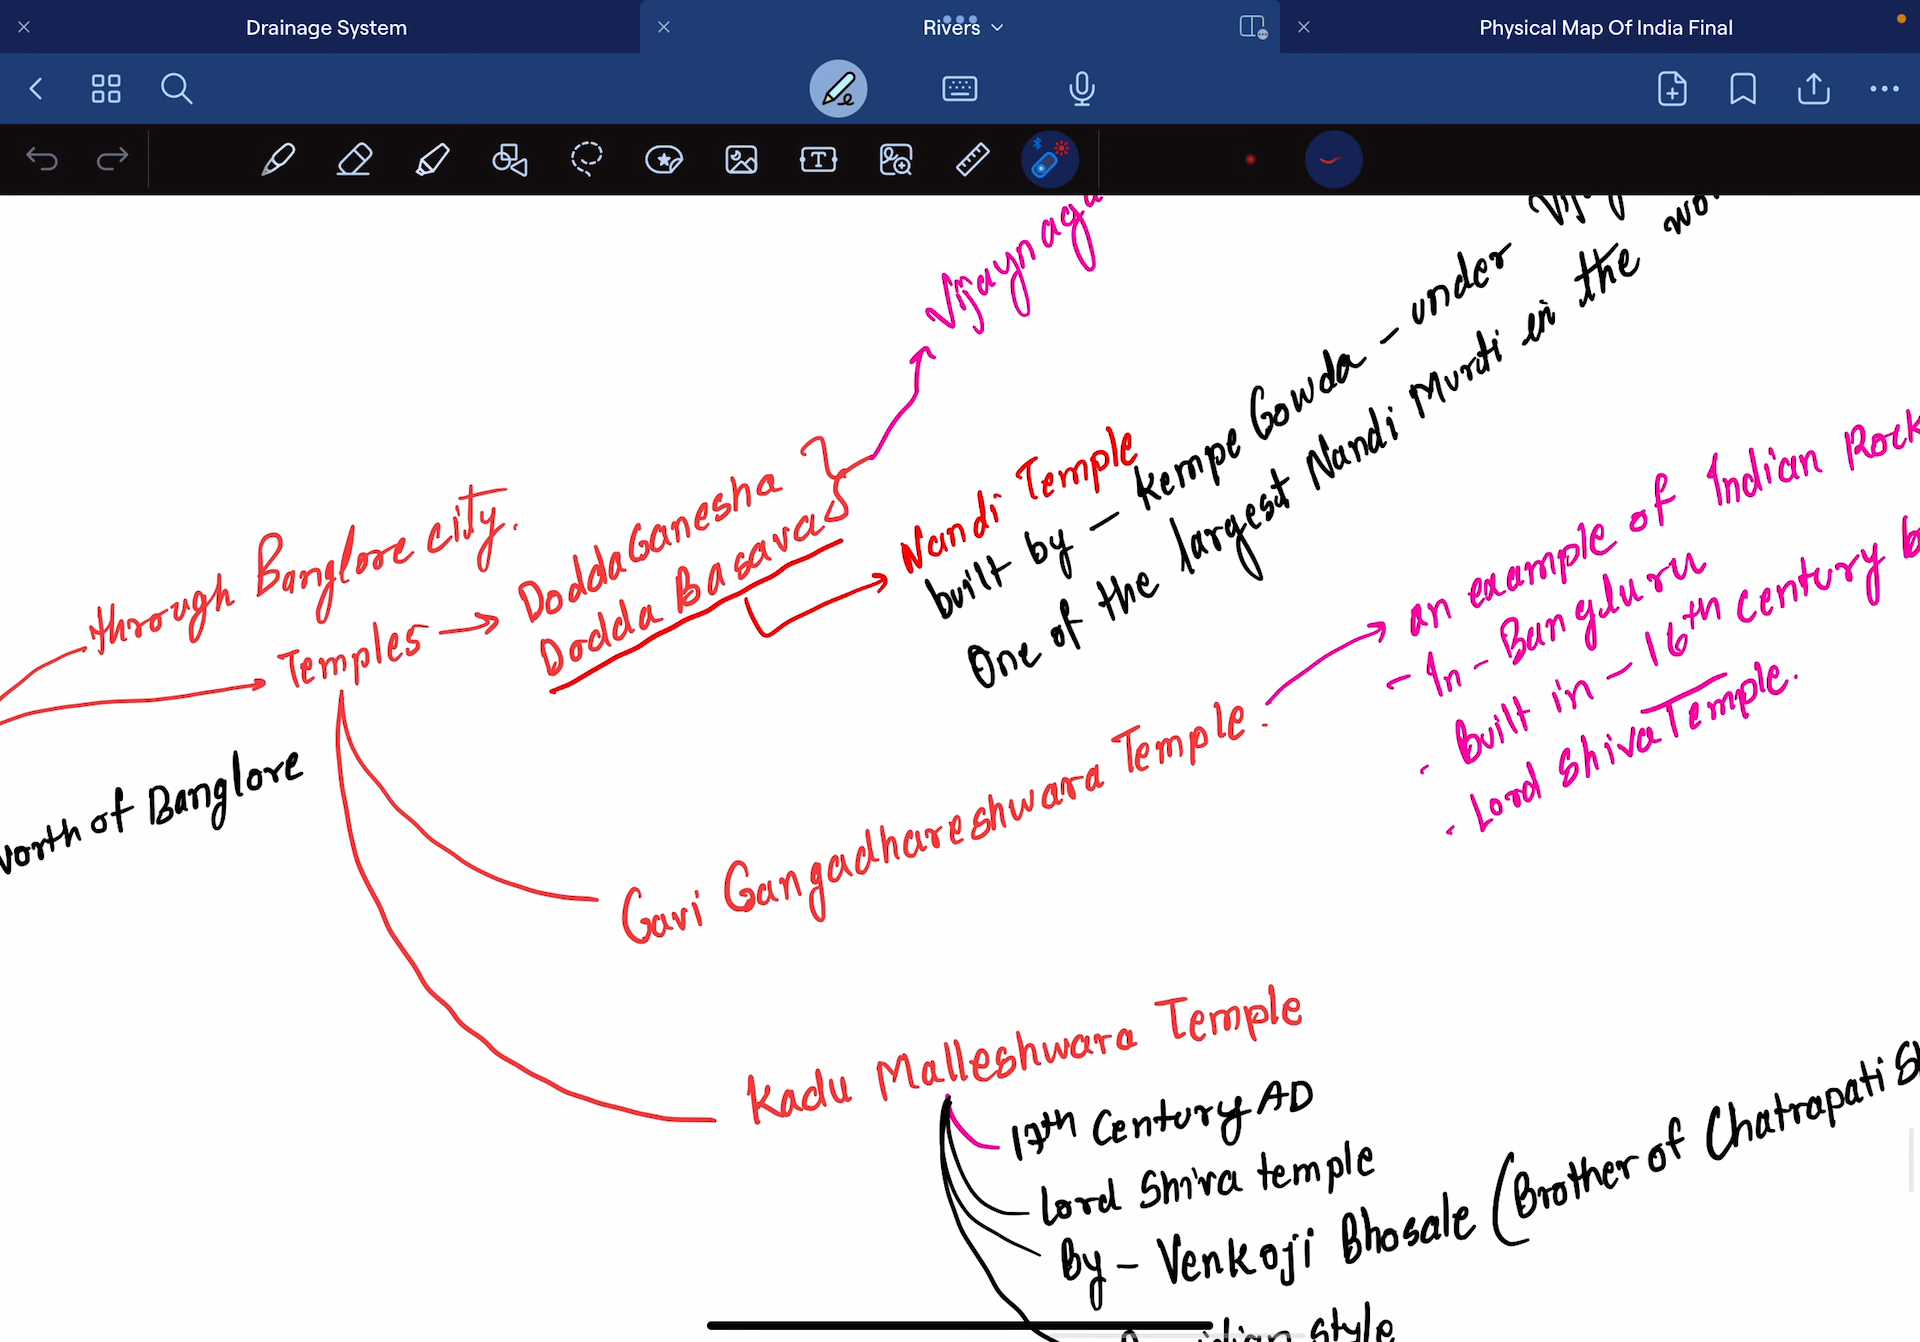 Drainage System
Rivers
Physical Map Of India Final
Vijaynaga
through Banglore city.
Temples
Dodda Ganesha
Dodda Basava
Nandi Temple
built by - Kempe Gowda - under
One of the largest Nandi Murti in the
North of Banglore
Gavi Gangadhareshwara Temple.
an example of Indian Rock
- In - Bangluru
- Built in - 16th century b
- Lord Shiva Temple.
Kadu Malleshwara Temple
17th Century AD
Lord Shiva temple
By - Venkoji Bhosale (Brother of Chatrapati S
style